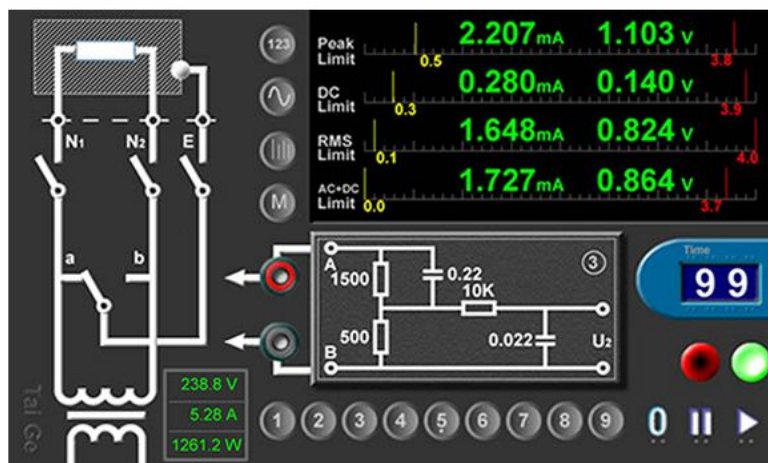 123
Peak 2.207mA 1.103 v
Limit 0.5 3.8
DC 0.280mA 0.140 v
Limit 0.3 3.9
RMS 1.648mA 0.824 v
Limit 0.1 4.0
AC+DC 1.727mA 0.864 v
Limit 0.0 3.7
M
N1 N2 E
a b
A
1500
0.22
10K
3
500
0.022
U2
B
Time
99
238.8 V
5.28 A
1261.2 W
Tai Ge
1 2 3 4 5 6 7 8 9 0